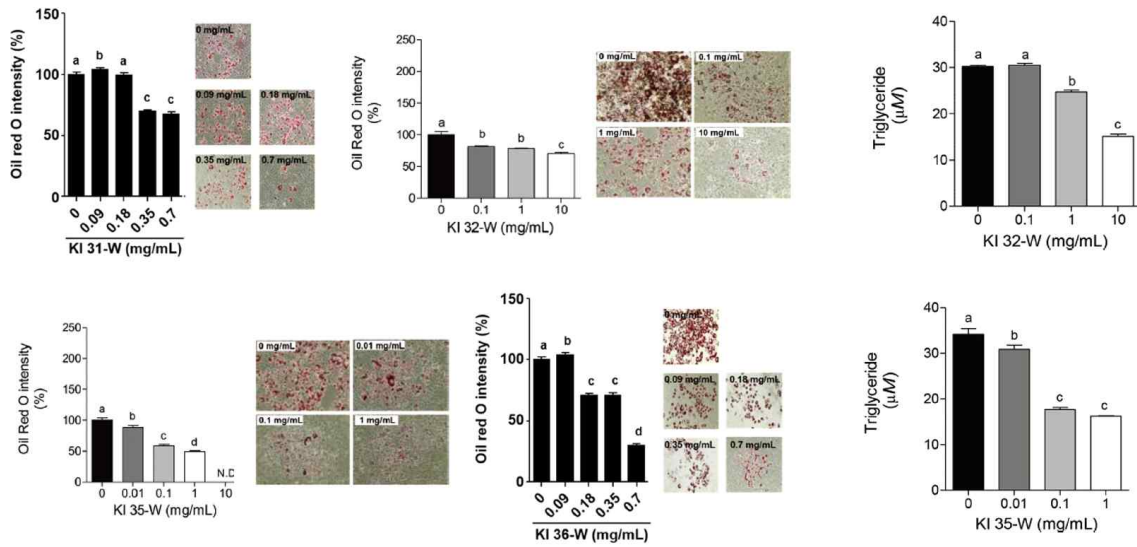 Oil red O intensity (%)
150
100
50
0
a b a c c
0 0.09 0.18 0.35 0.7
KI 31-W (mg/mL)
0 mg/mL
0.09 mg/mL 0.18 mg/mL
0.35 mg/mL 0.7 mg/mL
Oil Red O intensity
(%)
250
200
150
100
50
0
a b b c
0 0.1 1 10
KI 32-W (mg/mL)
0 mg/mL 0.1 mg/mL
1 mg/mL 10 mg/mL
Triglyceride
(μM)
40
30
20
10
0
a a b c
0 0.1 1 10
KI 32-W (mg/mL)
Oil Red O intensity
(%)
250
200
150
100
50
0
a b c d N.D
0 0.01 0.1 1 10
KI 35-W (mg/mL)
0 mg/mL 0.01 mg/mL
0.1 mg/mL 1 mg/mL
Oil red O intensity (%)
150
100
50
0
a b c c d
0 0.09 0.18 0.35 0.7
KI 36-W (mg/mL)
0 mg/mL
0.09 mg/mL 0.18 mg/mL
0.35 mg/mL 0.7 mg/mL
Triglyceride
(μM)
40
30
20
10
0
a b c c
0 0.01 0.1 1
KI 35-W (mg/mL)